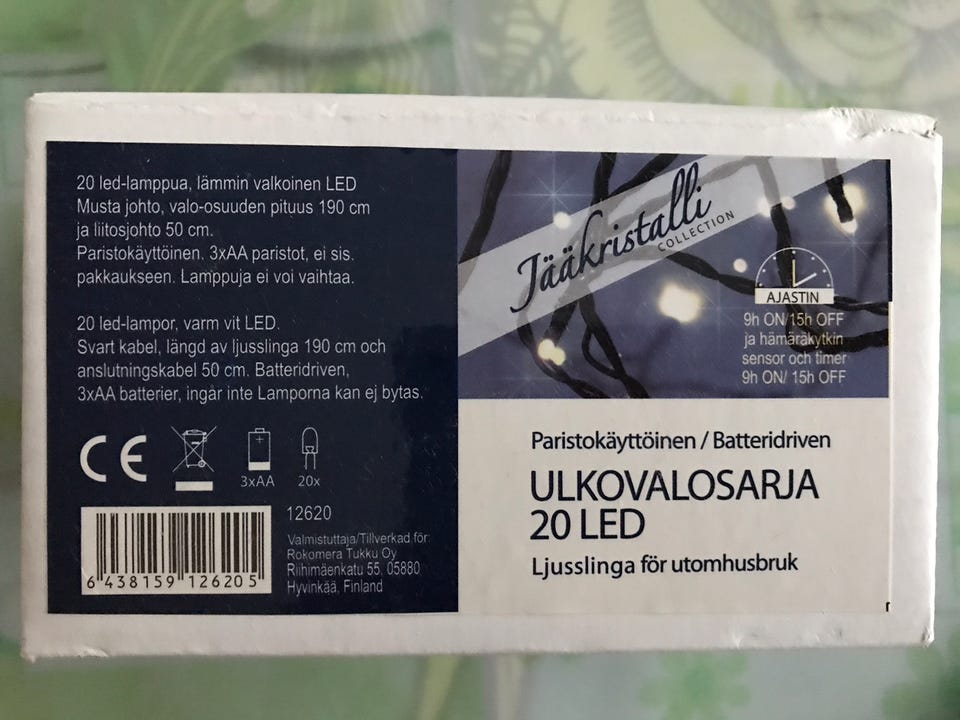 20 led-lamppua, lämmin valkoinen LED
Musta johto, valo-osuuden pituus 190 cm
ja liitosjohto 50 cm.
Paristokäyttöinen. 3xAA paristot, ei sis.
pakkaukseen. Lamppuja ei voi vaihtaa.
20 led-lampor, varm vit LED.
Svart kabel, längd av ljusslinga 190 cm och
anslutningskabel 50 cm. Batteridriven,
3xAA batterier, ingår inte Lamporna kan ej bytas.
CE
3xAA 20x
12620
Valmistuttaja/Tillverkad för:
Rokomera Tukku Oy
Riihimäenkatu 55, 05880
Hyvinkää, Finland
6 438159 126205
Jääkristalli
COLLECTION
AJASTIN
9h ON/15h OFF
ja hämäräkytkin
sensor och timer
9h ON/ 15h OFF
Paristokäyttöinen / Batteridriven
ULKOVALOSARJA
20 LED
Ljusslinga för utomhusbruk